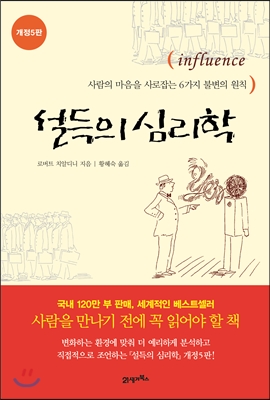 개정5판
( influence
사람의 마음을 사로잡는 6가지 불변의 원칙 )
설득의 심리학
로버트 치알디니 지음 | 황혜숙 옮김
국내 120만 부 판매, 세계적인 베스트셀러
사람을 만나기 전에 꼭 읽어야 할 책
변화하는 환경에 맞춰 더 예리하게 분석하고
직접적으로 조언하는 『설득의 심리학』 개정5판!
21세기북스